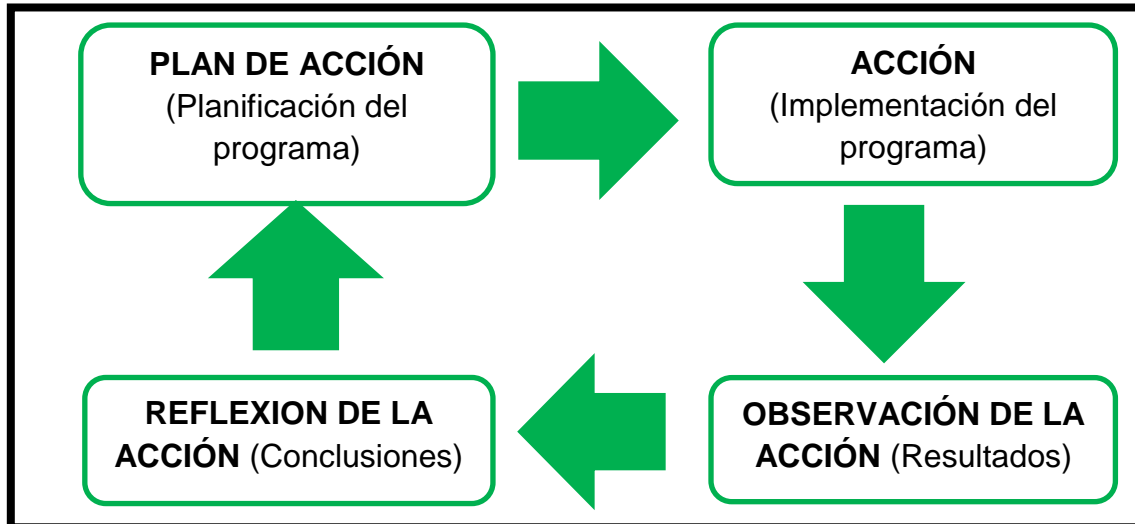 PLAN DE ACCIÓN
(Planificación del
programa)
ACCIÓN
(Implementación del
programa)
REFLEXION DE LA
ACCIÓN (Conclusiones)
OBSERVACIÓN DE LA
ACCIÓN (Resultados)